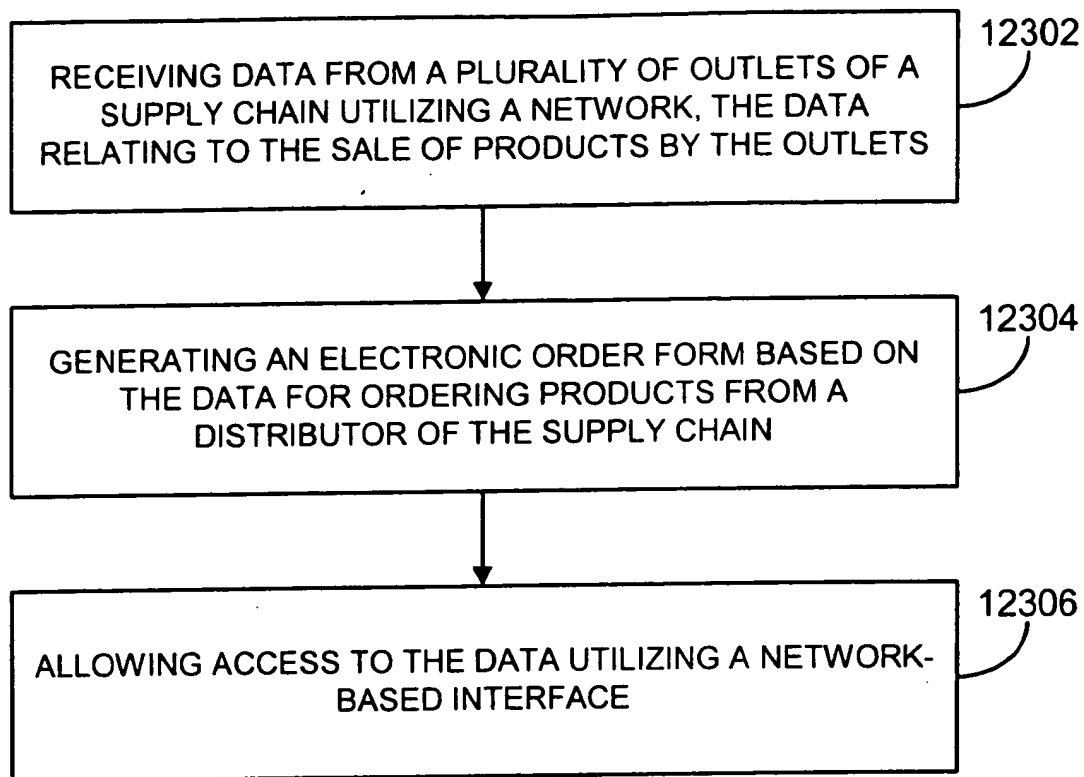 12302
RECEIVING DATA FROM A PLURALITY OF OUTLETS OF A
SUPPLY CHAIN UTILIZING A NETWORK, THE DATA
RELATING TO THE SALE OF PRODUCTS BY THE OUTLETS
12304
GENERATING AN ELECTRONIC ORDER FORM BASED ON
THE DATA FOR ORDERING PRODUCTS FROM A
DISTRIBUTOR OF THE SUPPLY CHAIN
12306
ALLOWING ACCESS TO THE DATA UTILIZING A NETWORK-
BASED INTERFACE